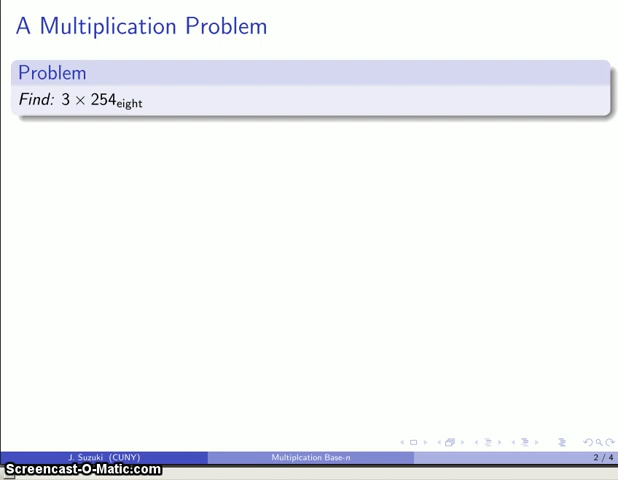 A Multiplication Problem
Problem
Find: 3 × 254eight
J. Suzuki (CUNY) Multiplcation Base-n 2 / 4
Screencast-O-Matic.com